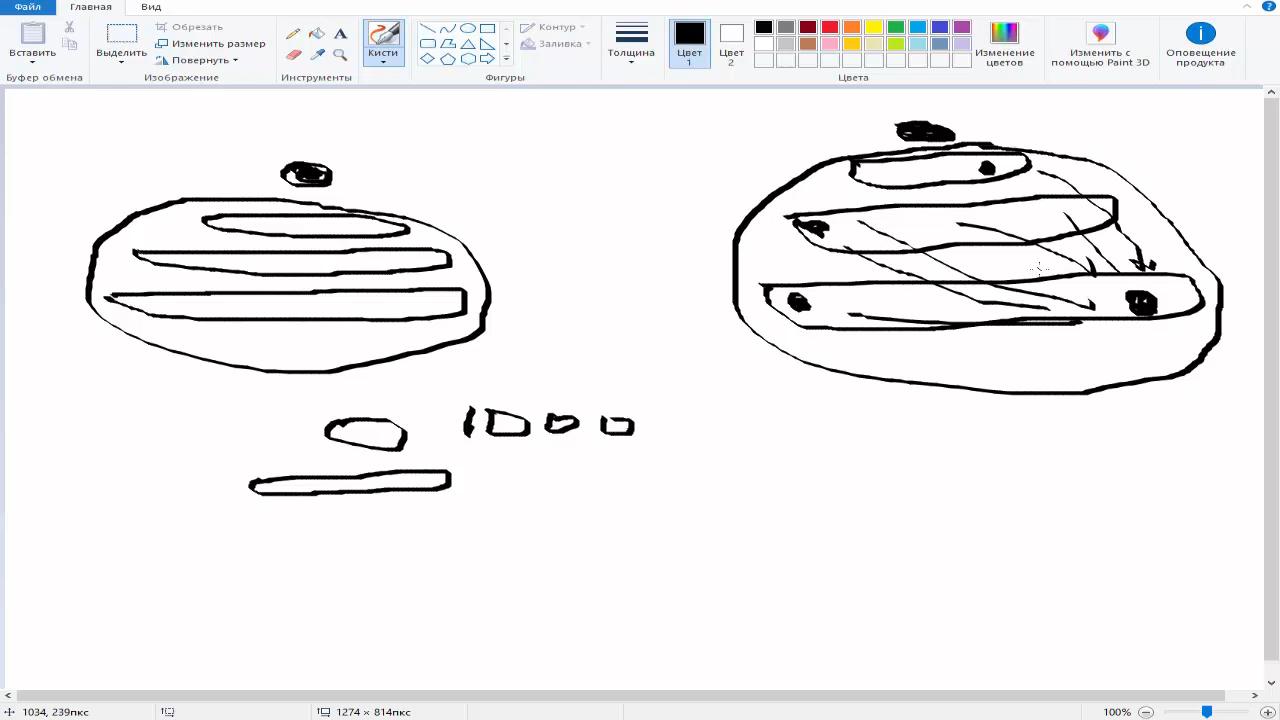 Файл Главная Вид
Вставить
Буфер обмена
Выделить
Обрезать
Изменить размер
Повернуть
Изображение
Инструменты
Кисти
Контур
Заливка
Фигуры
Толщина
Цвет 1
Цвет 2
Цвета
Изменение цветов
Изменить с помощью Paint 3D
Оповещение продукта
1000
1034, 239пкс
1274 × 814пкс
100%